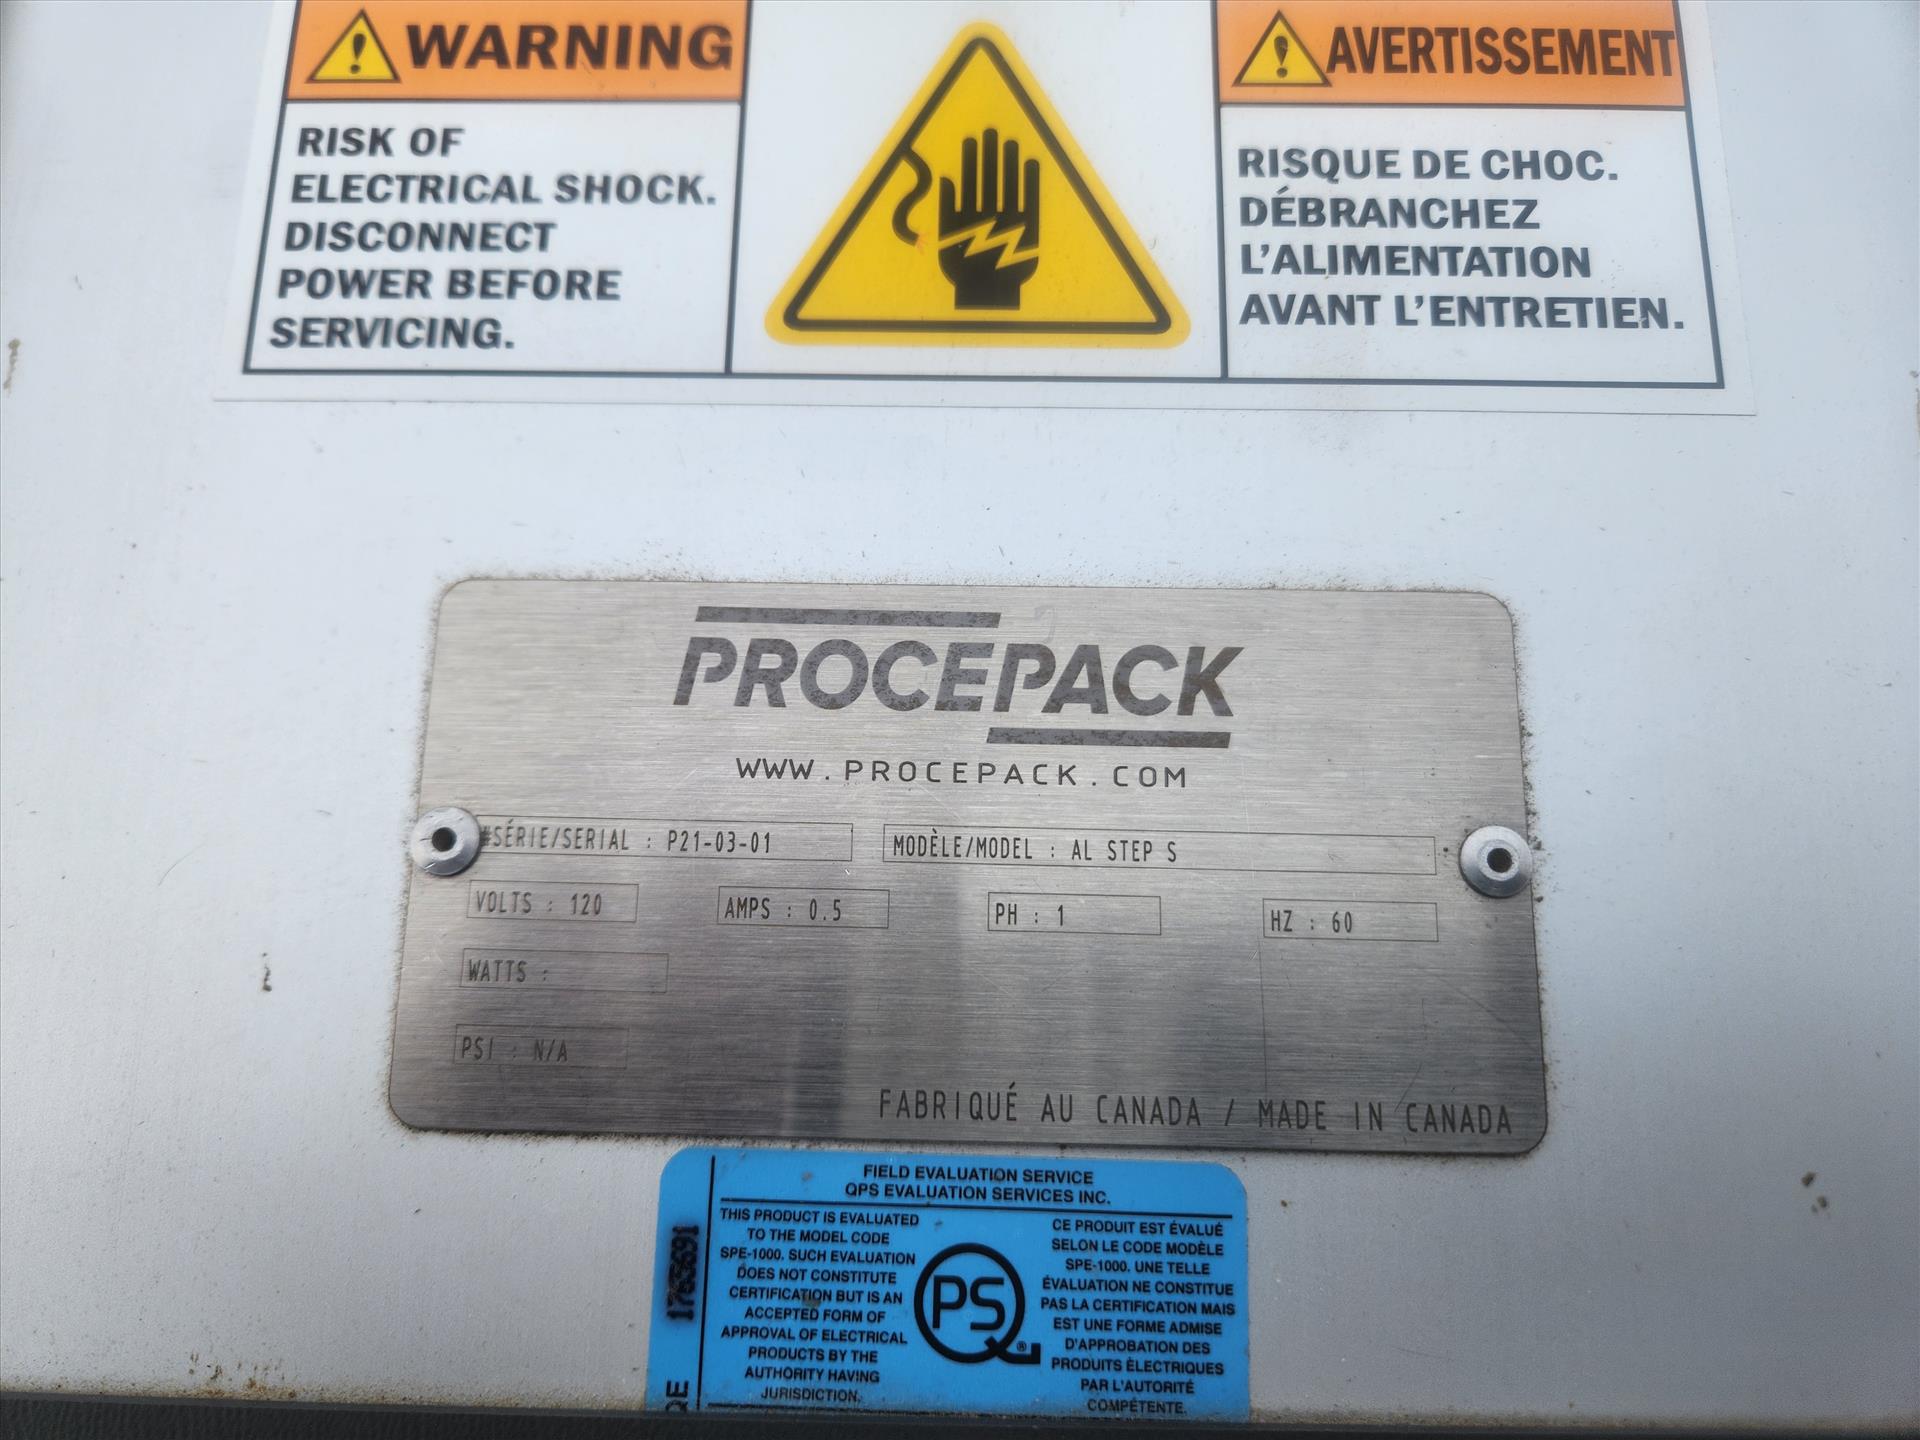 WARNING
RISK OF
ELECTRICAL SHOCK.
DISCONNECT
POWER BEFORE
SERVICING.
AVERTISSEMENT
RISQUE DE CHOC.
DÉBRANCHEZ
L'ALIMENTATION
AVANT L'ENTRETIEN.
PROCEPACK
WWW.PROCEPACK.COM
#SÉRIE/SERIAL : P21-03-01
MODÈLE/MODEL : AL STEP S
VOLTS : 120
AMPS : 0.5
PH : 1
HZ : 60
WATTS :
PSI : N/A
FABRIQUÉ AU CANADA / MADE IN CANADA
FIELD EVALUATION SERVICE
QPS EVALUATION SERVICES INC.
THIS PRODUCT IS EVALUATED
TO THE MODEL CODE
SPE-1000. SUCH EVALUATION
DOES NOT CONSTITUTE
CERTIFICATION BUT IS AN
ACCEPTED FORM OF
APPROVAL OF ELECTRICAL
PRODUCTS BY THE
AUTHORITY HAVING
JURISDICTION.
QPS®
CE PRODUIT EST ÉVALUÉ
SELON LE CODE MODÈLE
SPE-1000. UNE TELLE
ÉVALUATION NE CONSTITUE
PAS LA CERTIFICATION MAIS
EST UNE FORME ADMISE
D'APPROBATION DES
PRODUITS ÉLECTRIQUES
PAR L'AUTORITÉ
COMPÉTENTE.